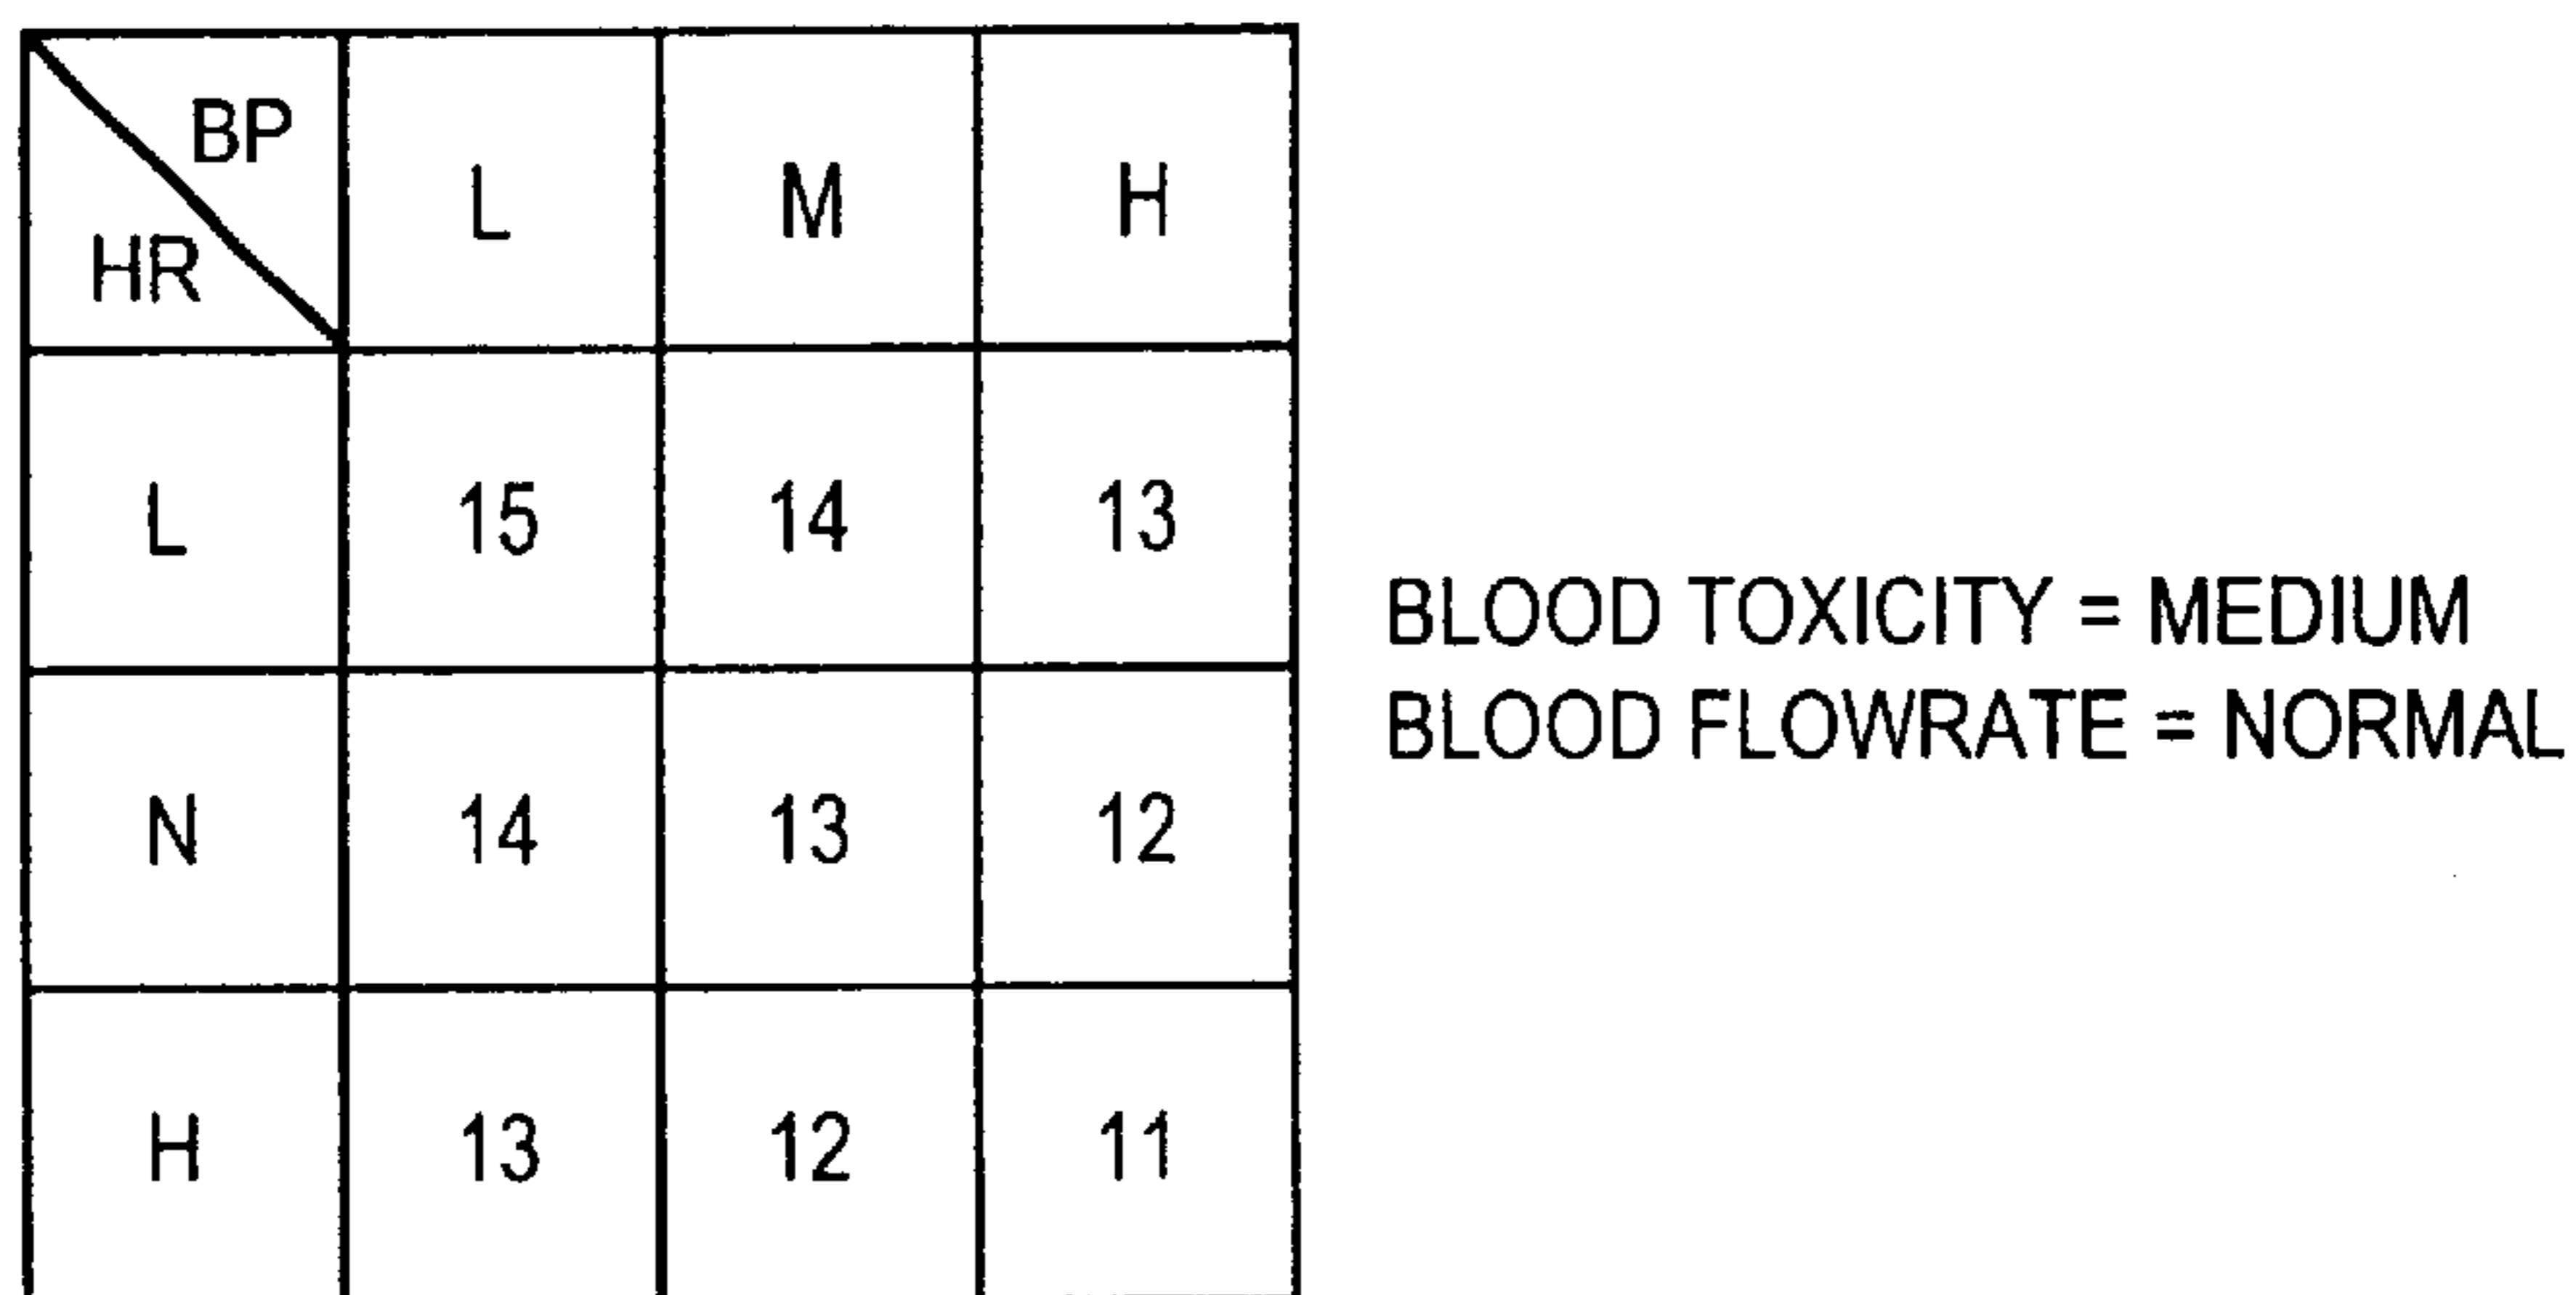 BP
HR
L M H
L 15 14 13
N 14 13 12
H 13 12 11
BLOOD TOXICITY = MEDIUM
BLOOD FLOWRATE = NORMAL